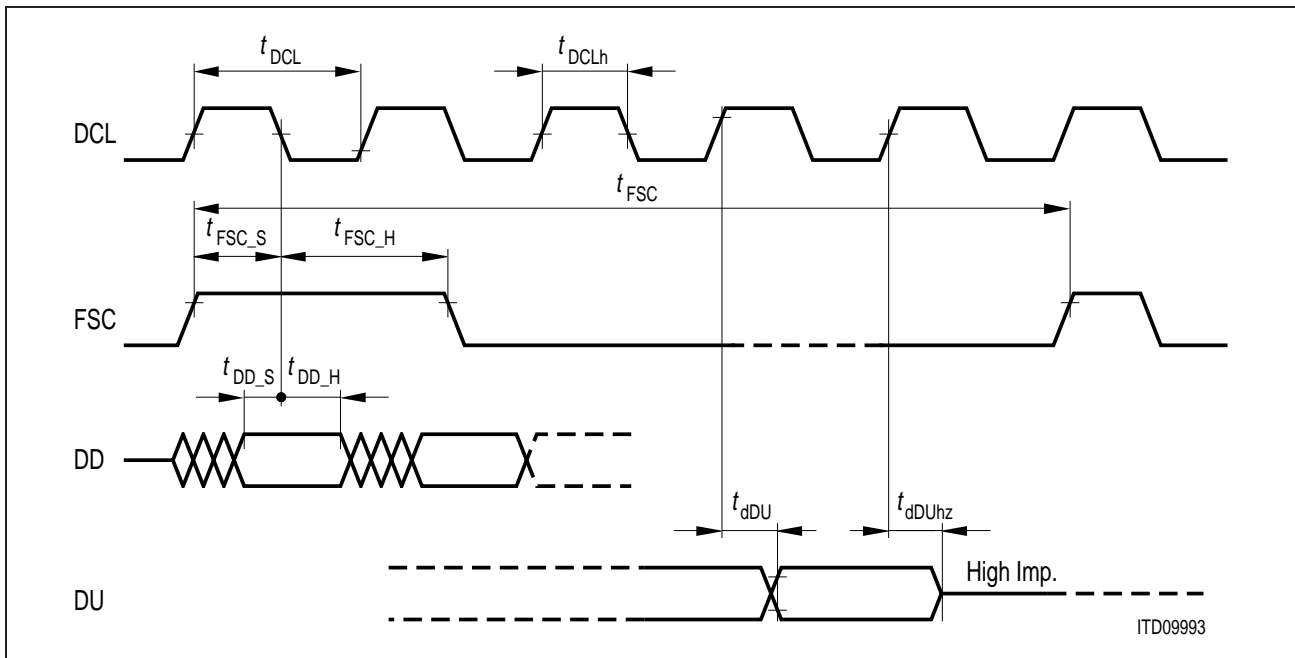 t DCL
t DCLh
DCL
t FSC
t FSC_S
t FSC_H
FSC
t DD_S
t DD_H
DD
t dDU
t dDUhz
High Imp.
DU
ITD09993